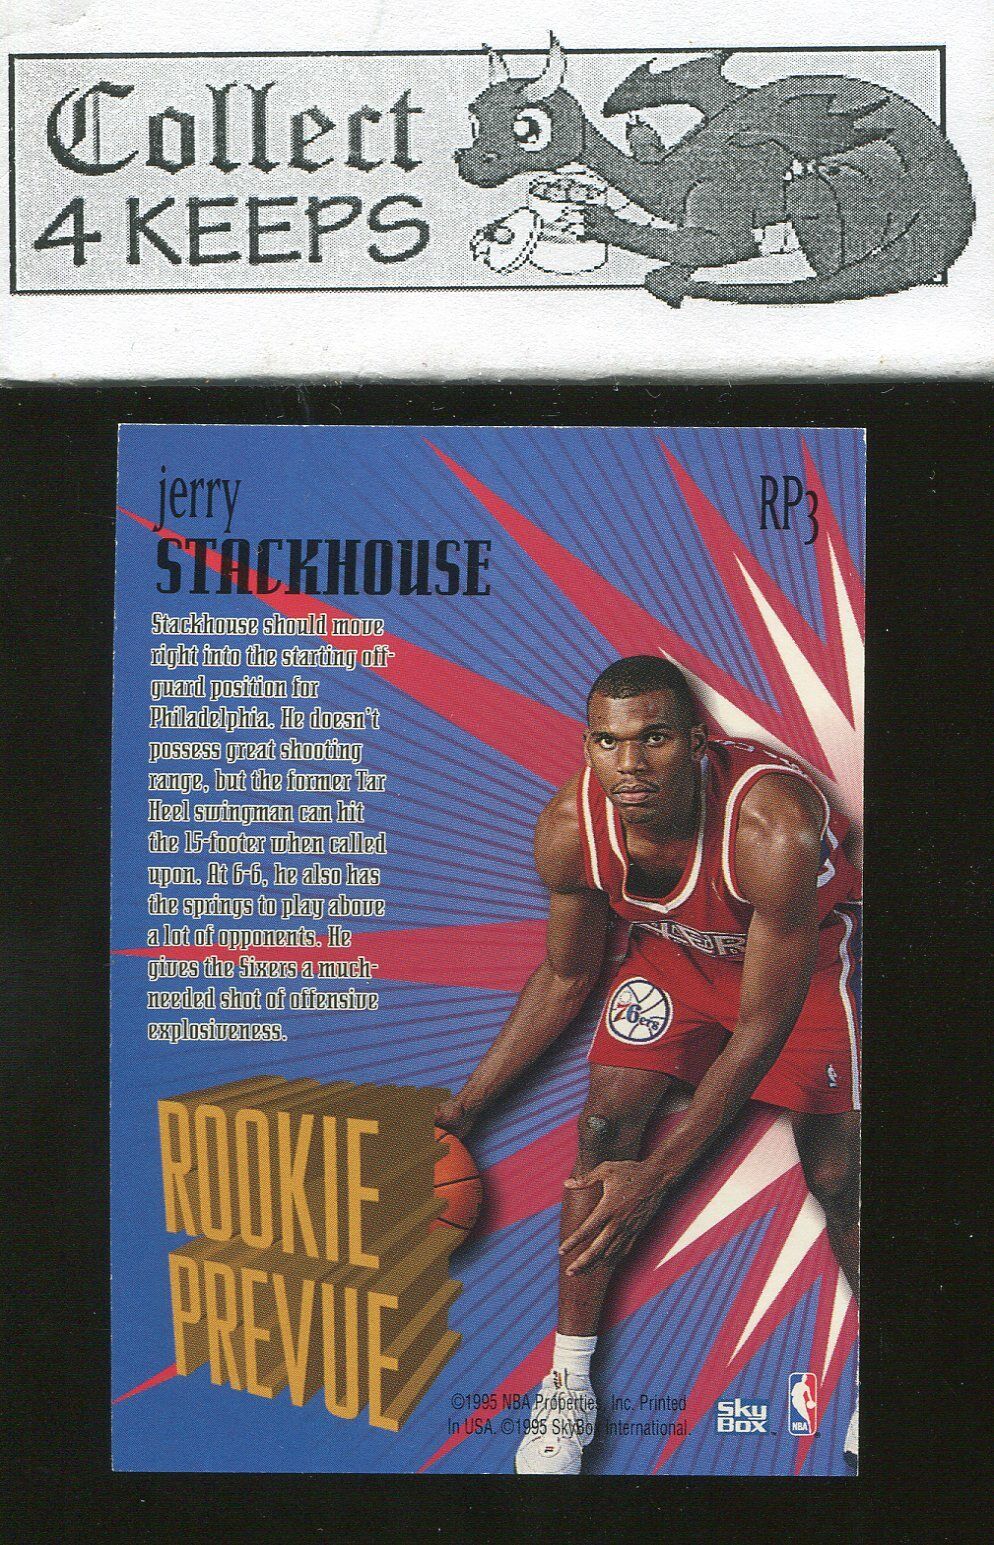 Collect
4 KEEPS
jerry
STACKHOUSE
RP3
Stackhouse should move
right into the starting off-
guard position for
Philadelphia. He doesn't
possess great shooting
range, but the former Tar
Heel swingman can hit
the 15-footer when called
upon. At 6-6, he also has
the springs to play above
a lot of opponents. He
gives the Sixers a much-
needed shot of offensive
explosiveness.
76ers
ROOKIE
PREVUE
©1995 NBA Properties, Inc. Printed
In USA. ©1995 SkyBox International.
Sky
Box™
NBA